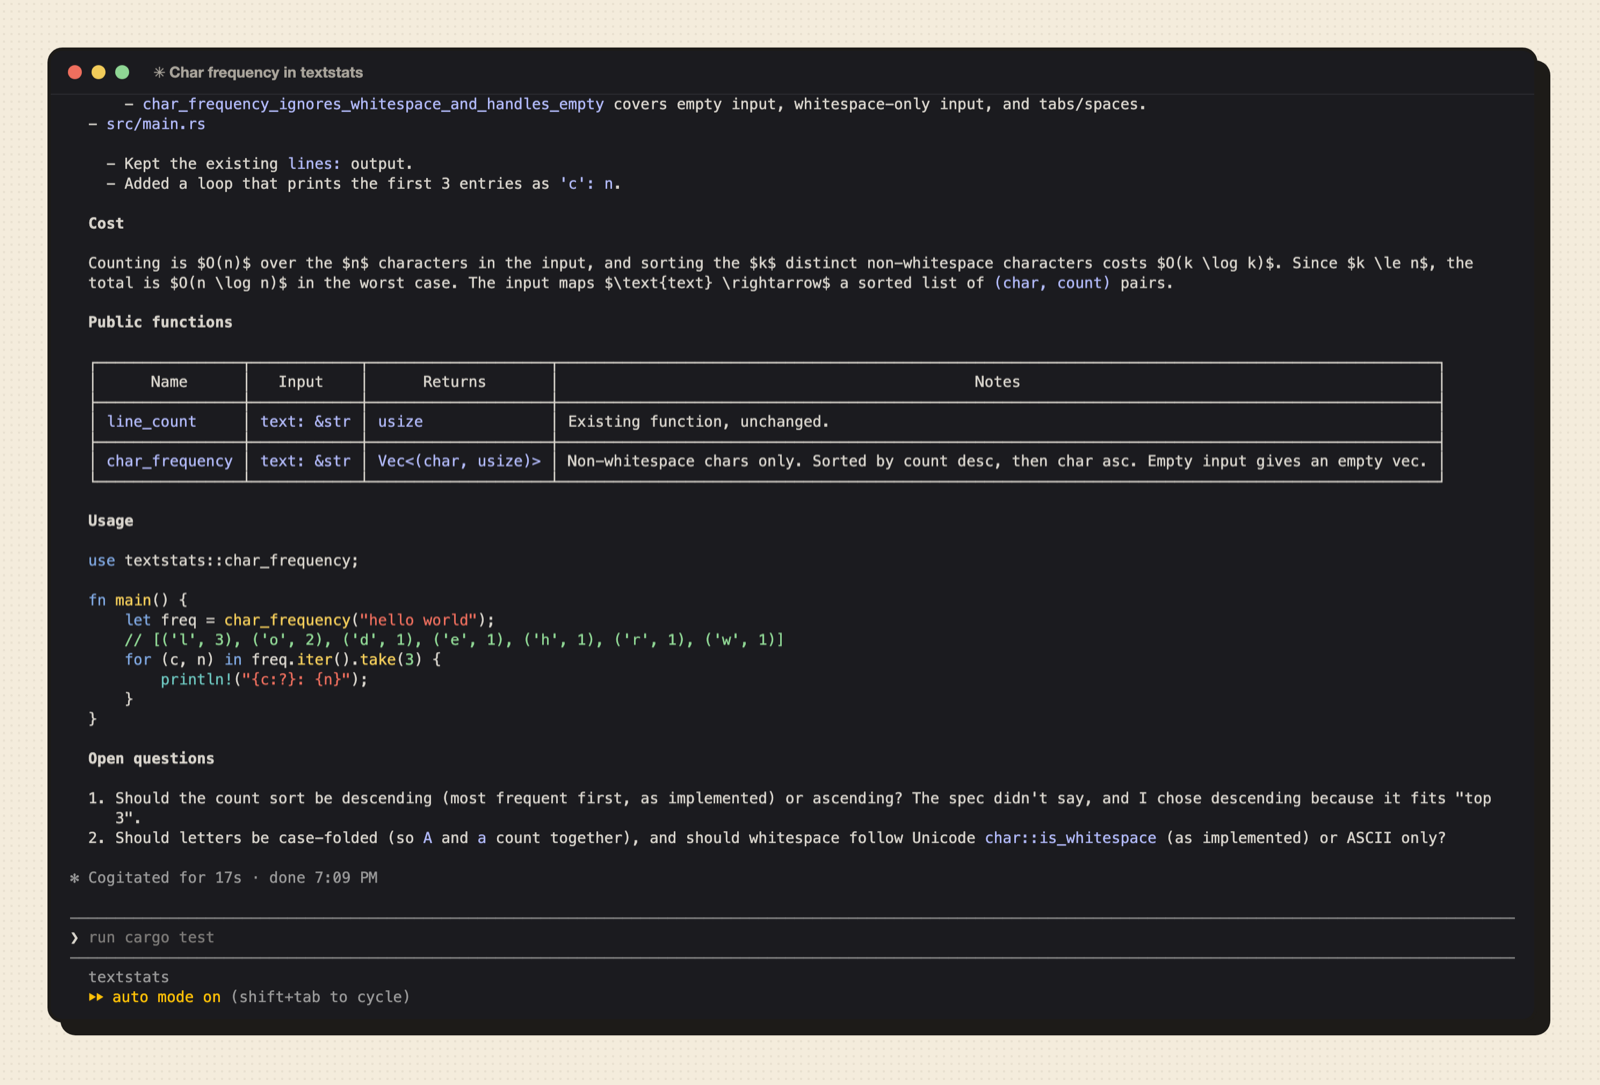 ✳ Char frequency in textstats
- char_frequency_ignores_whitespace_and_handles_empty covers empty input, whitespace-only input, and tabs/spaces.
- src/main.rs
- Kept the existing lines: output.
- Added a loop that prints the first 3 entries as 'c': n.
Cost
Counting is $O(n)$ over the $n$ characters in the input, and sorting the $k$ distinct non-whitespace characters costs $O(k \log k)$. Since $k \le n$, the
total is $O(n \log n)$ in the worst case. The input maps $\text{text} \rightarrow$ a sorted list of (char, count) pairs.
Public functions
Name Input Returns Notes
line_count text: &str usize Existing function, unchanged.
char_frequency text: &str Vec<(char, usize)> Non-whitespace chars only. Sorted by count desc, then char asc. Empty input gives an empty vec.
Usage
use textstats::char_frequency;
fn main() {
    let freq = char_frequency("hello world");
    // [('l', 3), ('o', 2), ('d', 1), ('e', 1), ('h', 1), ('r', 1), ('w', 1)]
    for (c, n) in freq.iter().take(3) {
        println!("{c:?}: {n}");
    }
}
Open questions
1. Should the count sort be descending (most frequent first, as implemented) or ascending? The spec didn't say, and I chose descending because it fits "top
3".
2. Should letters be case-folded (so A and a count together), and should whitespace follow Unicode char::is_whitespace (as implemented) or ASCII only?
✻ Cogitated for 17s · done 7:09 PM
❯ run cargo test
textstats
⏵⏵ auto mode on (shift+tab to cycle)